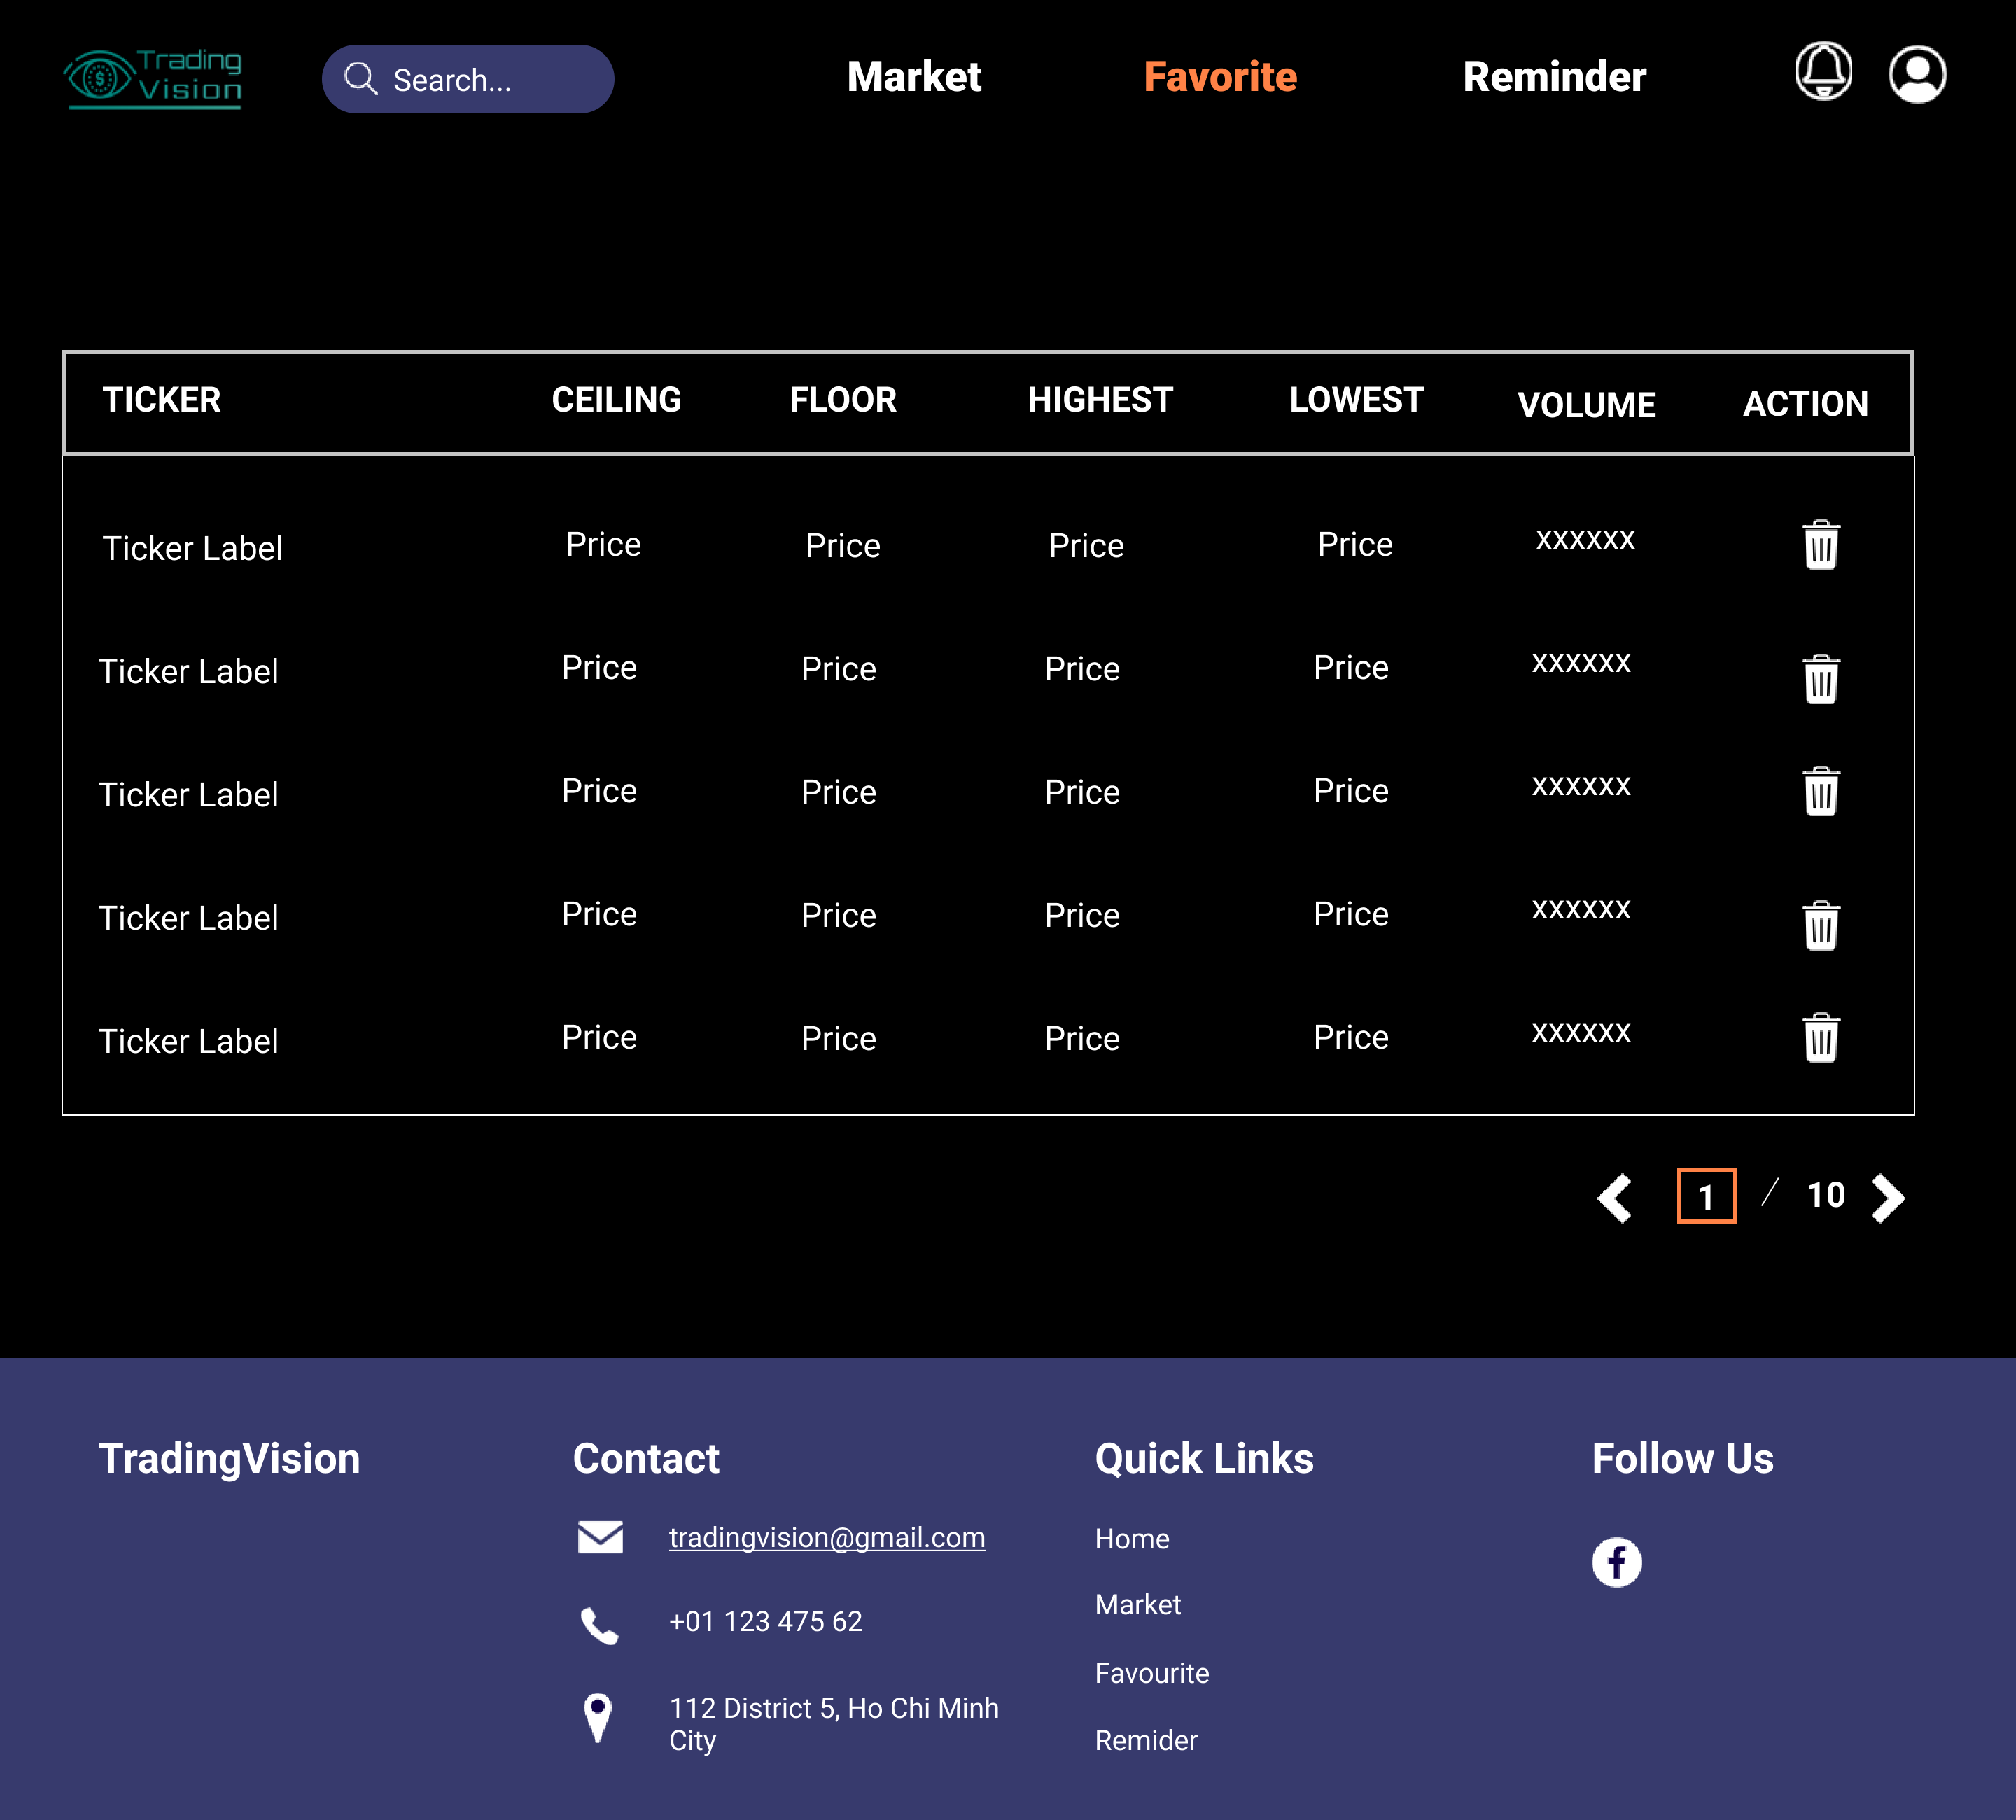 Trading
Vision
Search...
Market Favorite Reminder
TICKER CEILING FLOOR HIGHEST LOWEST VOLUME ACTION
Ticker Label Price Price Price Price xxxxxx
Ticker Label Price Price Price Price xxxxxx
Ticker Label Price Price Price Price xxxxxx
Ticker Label Price Price Price Price xxxxxx
Ticker Label Price Price Price Price xxxxxx
1 / 10
TradingVision
Contact
tradingvision@gmail.com
+01 123 475 62
112 District 5, Ho Chi Minh
City
Quick Links
Home
Market
Favourite
Remider
Follow Us